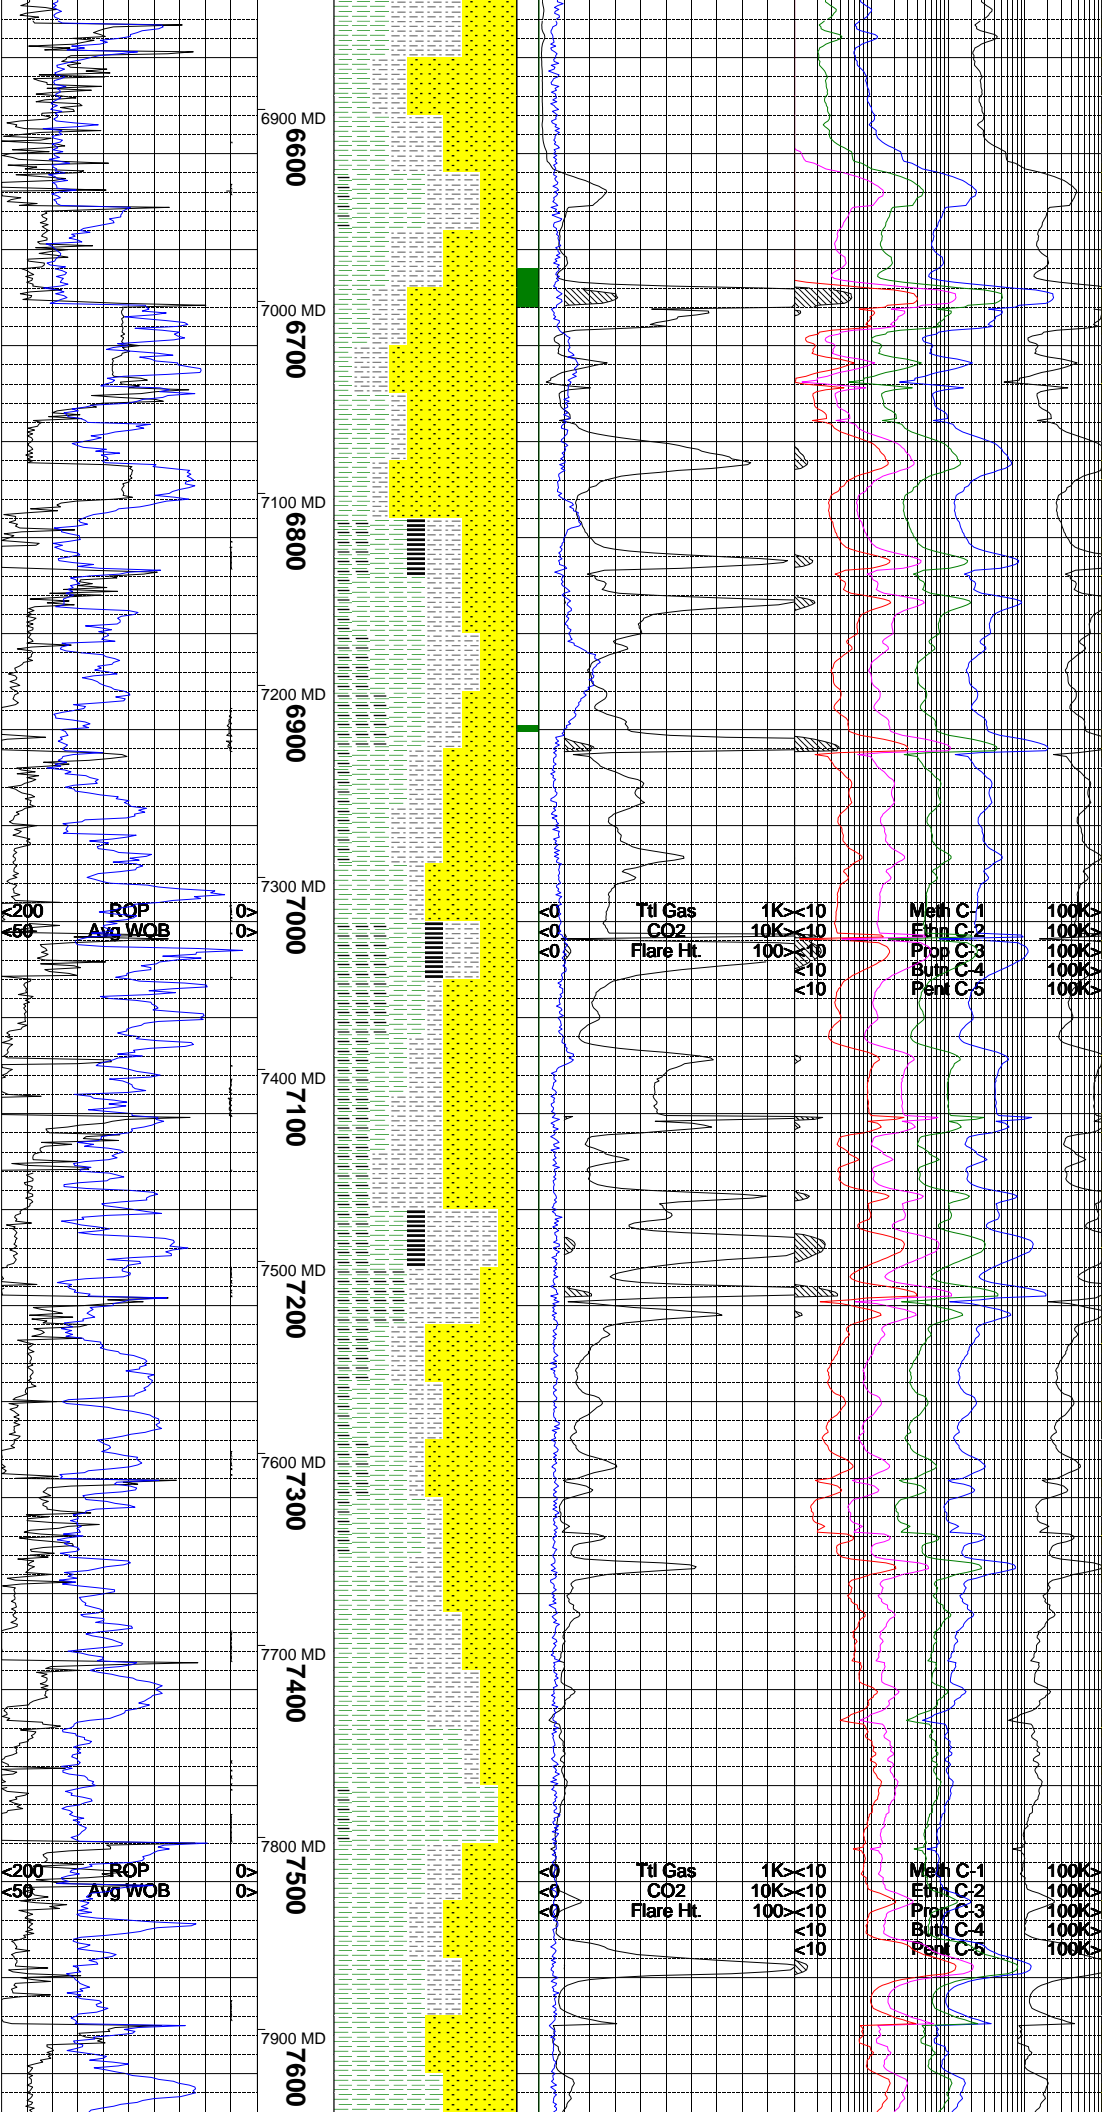 6900 MD
6600
7000 MD
6700
7100 MD
6800
7200 MD
6900
7300 MD
<200 ROP 0> <0 Ttl Gas 1K> <10 Meth C-1 100K>
7000
<50 Avg WOB 0> <0 CO2 10K> <10 Ethn C-2 100K>
<0 Flare Ht. 100> <10 Prop C-3 100K>
<10 Butn C-4 100K>
<10 Pent C-5 100K>
7400 MD
7100
7500 MD
7200
7600 MD
7300
7700 MD
7400
7800 MD
<200 ROP 0> <0 Ttl Gas 1K> <10 Meth C-1 100K>
7500
<50 Avg WOB 0> <0 CO2 10K> <10 Ethn C-2 100K>
<0 Flare Ht. 100> <10 Prop C-3 100K>
<10 Butn C-4 100K>
<10 Pent C-5 100K>
7900 MD
7600